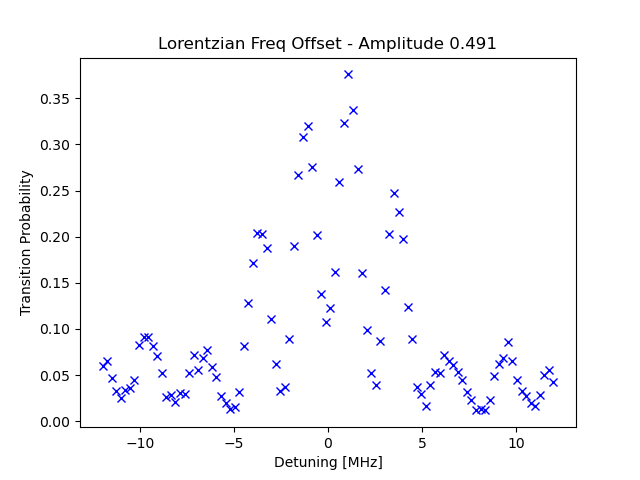 Lorentzian Freq Offset - Amplitude 0.491
Transition Probability
0.35
0.30
0.25
0.20
0.15
0.10
0.05
0.00
−10 −5 0 5 10
Detuning [MHz]